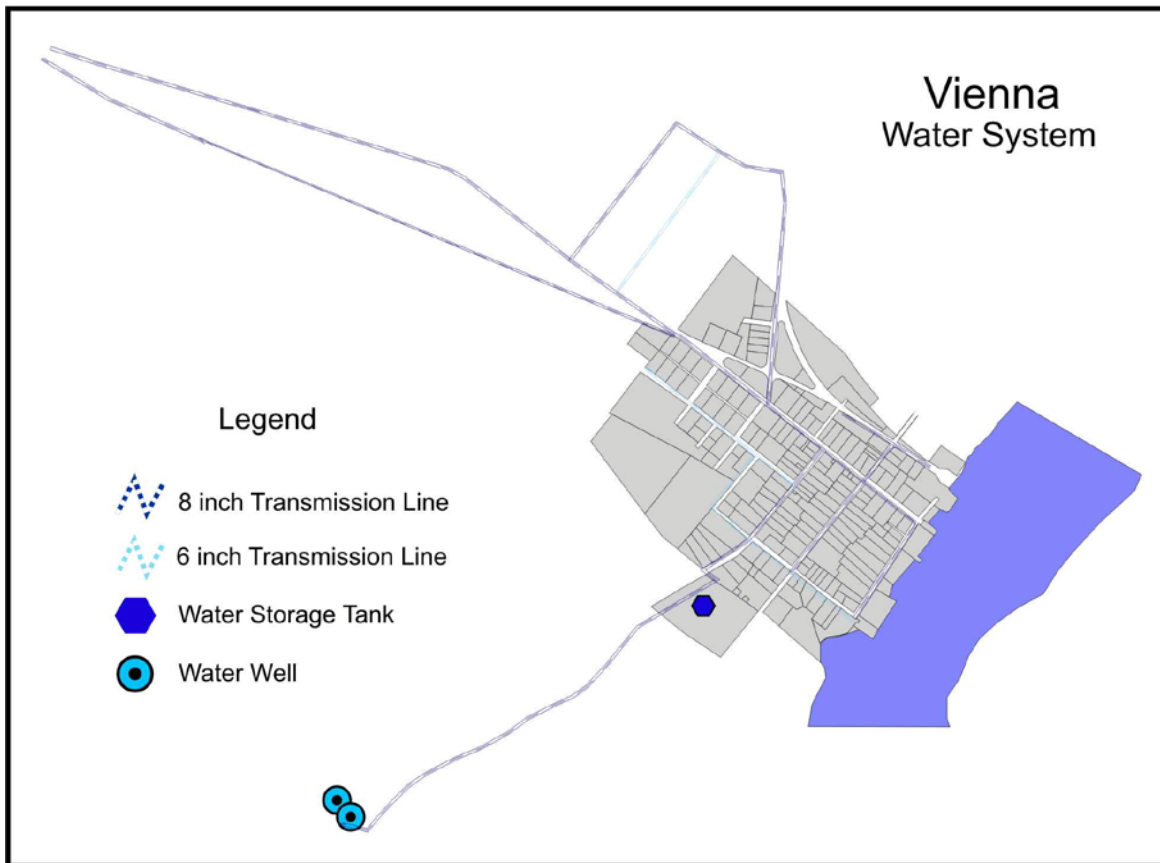 Vienna
Water System
Legend
8 inch Transmission Line
6 inch Transmission Line
Water Storage Tank
Water Well